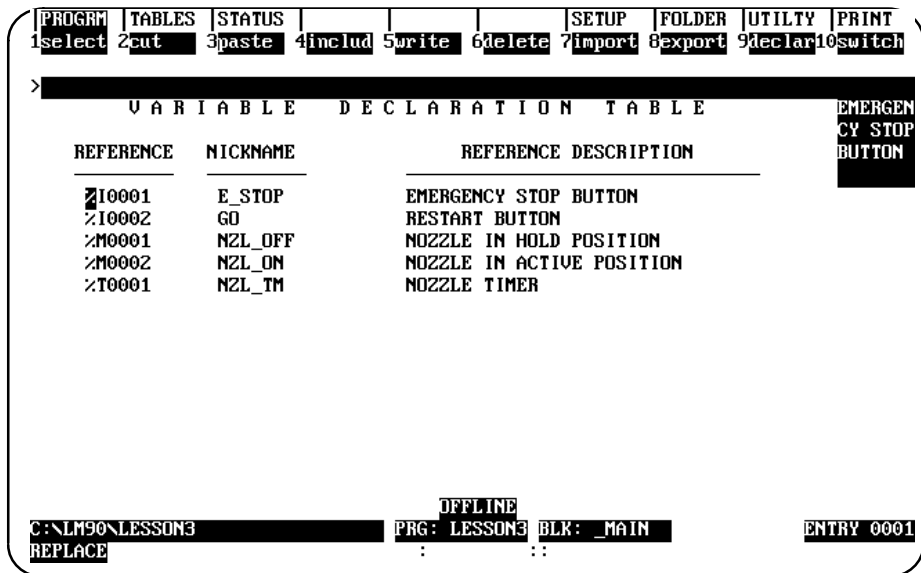 PROGRM |TABLES |STATUS | | | |SETUP |FOLDER |UTILTY |PRINT
1select 2cut 3paste 4includ 5write 6delete 7import 8export 9declar 10switch
>
V A R I A B L E D E C L A R A T I O N T A B L E
EMERGEN
CY STOP
BUTTON
REFERENCE NICKNAME REFERENCE DESCRIPTION
%I0001 E_STOP EMERGENCY STOP BUTTON
%I0002 GO RESTART BUTTON
%M0001 NZL_OFF NOZZLE IN HOLD POSITION
%M0002 NZL_ON NOZZLE IN ACTIVE POSITION
%T0001 NZL_TM NOZZLE TIMER
OFFLINE
C:\LM90\LESSON3 PRG: LESSON3 BLK: _MAIN ENTRY 0001
REPLACE : ::